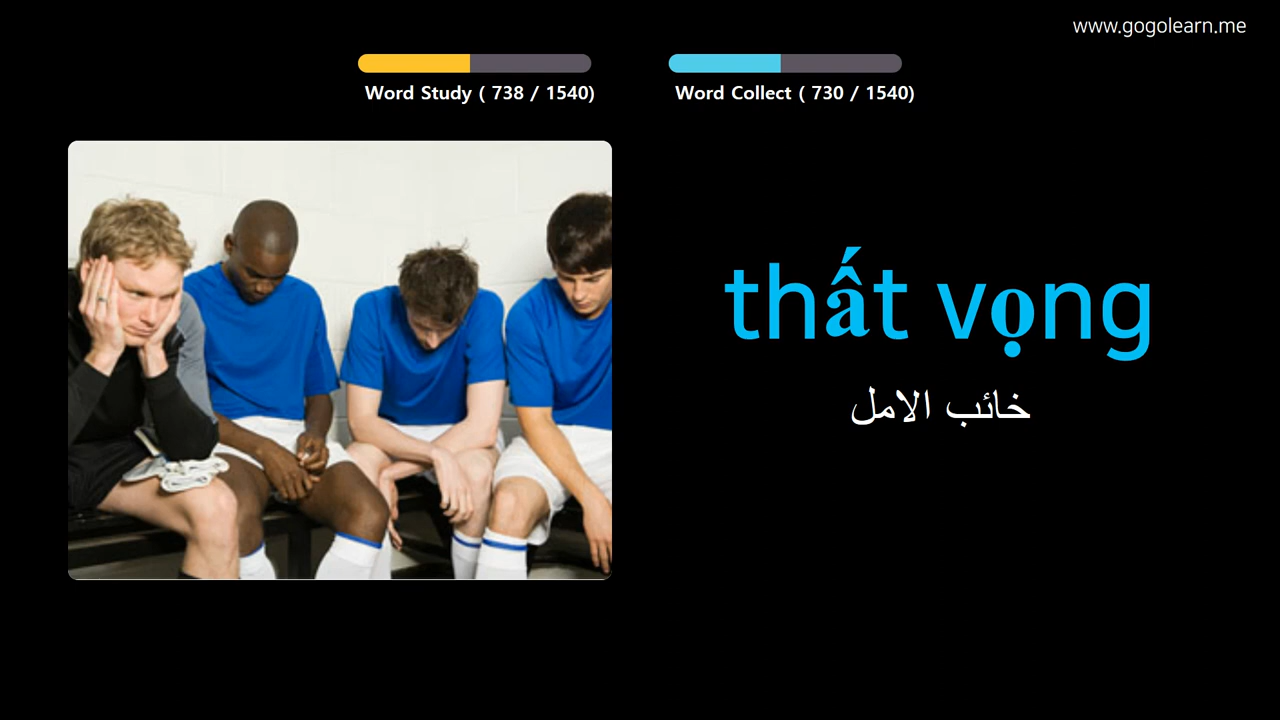 www.gogolearn.me
Word Study ( 738 / 1540)
Word Collect ( 730 / 1540)
thất vọng
خائب الامل